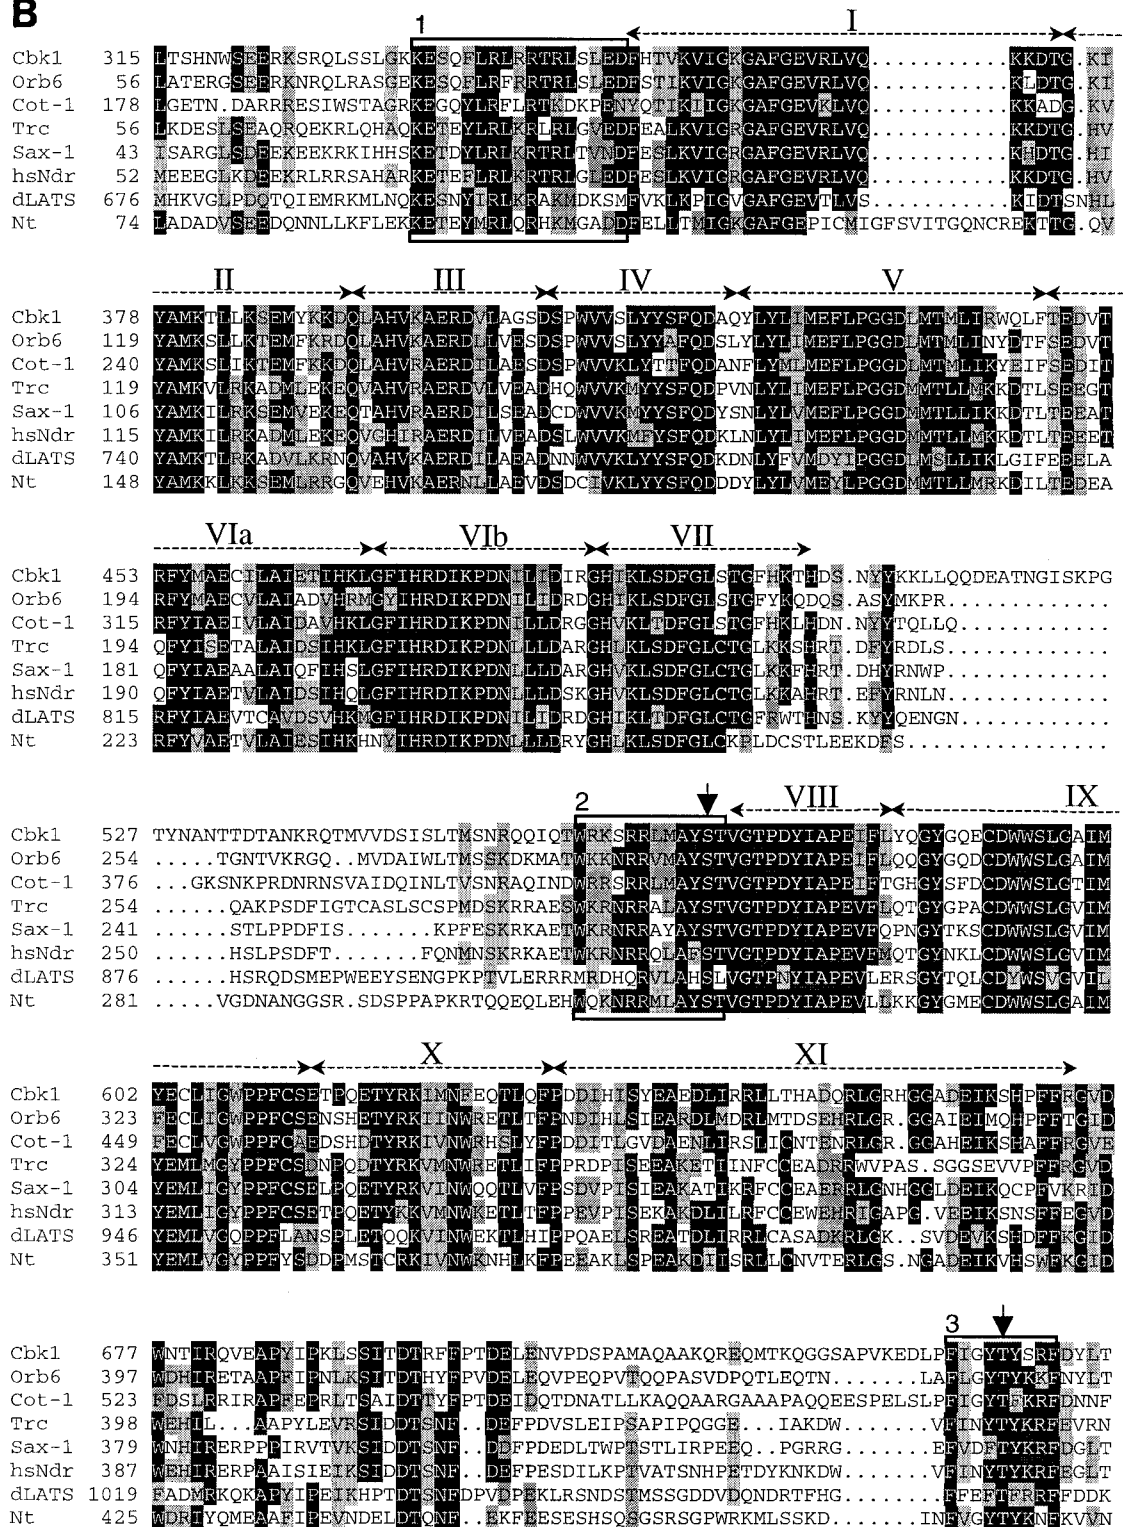 B
1 I
Cbk1 315 LTSHNWSEERKSRQLSSLGKKESQFLRLRRTRLSLEDFHTVKVIGKGAFGEVRLVQ...........KKDTG.KI
Orb6 56 LATERGSEERKNRQLRASGKKESQFLRFRRTRLSLEDFSTIKVIGKGAFGEVRLVQ...........KLDTG.KI
Cot-1 178 LGETN.DARRRESIWSTAGRKEGQYLRFLRTKDKPENYQTIKIIGKGAFGEVKLVQ...........KKADG.KV
Trc 56 LKDESLSEAQRQEKRLQHAQKETEYLRLKRLRLGVEDFEALKVIGRGAFGEVRLVQ...........KKDTG.HV
Sax-1 43 ISARGLSDEEKEEKRKIHHSKETDYLRLKRTRLTVNDFESLKVIGRGAFGEVRLVQ...........KHDTG.HI
hsNdr 52 MEEEGLKDEEKRLRRSAHARKETEFLRLKRTRLGLEDFESLKVIGRGAFGEVRLVQ...........KKDTG.HV
dLATS 676 MHKVGLPDQTQIEMRKMLNQKESNYIRLKRAKMDKSMFVKLKPIGVGAFGEVTLVS...........KIDTSNHL
Nt 74 LADADVSEEDQNNLLKFLEKKETEYMRLQRHKMGADDFELLTMIGKGAFGEPICMIGFSVITGQNCREKTTG.QV
II III IV V
Cbk1 378 YAMKTLLKSEMYKKDQLAHVKAERDVLAGSDSPWVVSLYYSFQDAQYLYLIMEFLPGGDLMTMLIRWQLFTEDVT
Orb6 119 YAMKSLLKTEMFKRDQLAHVKAERDLLVESDSPWVVSLYYAFQDSLYLYLIMEFLPGGDLMTMLINYDTFSEDVT
Cot-1 240 YAMKSLIKTEMFKKDQLAHVRAERDILAESDSPWVVKLYTTFQDANFLYMLMEFLPGGDLMTMLIKYEIFSEDIT
Trc 119 YAMKVLRKADMLEKEQVAHVRAERDVLVEADHQWVVKMYYSFQDPVNLYLIMEFLPGGDMMTLLMKKDTLSEEGT
Sax-1 106 YAMKILRKSEMVEKEQTAHVRAERDILSEADCDWVVKMYYSFQDYSNLYLVMEFLPGGDMMTLLIKKDTLTEEAT
hsNdr 115 YAMKILRKADMLEKEQVGHIRAERDILVEADSLWVVKMFYSFQDKLNLYLIMEFLPGGDMMTLLMKKDTLTEEET
dLATS 740 YAMKTLRKADVLKRNQVAHVKAERDILAEADNNWVVKLYYSFQDKDNLYFVMDYIPGGDLMSLLIKLGIFEEELA
Nt 148 YAMKKLKKSEMLRRGQVEHVKAERNLLAEVDSDCIVKLYYSFQDDDYLYLVMEYLPGGDMMTLLMRKDILTEDEA
VIa VIb VII
Cbk1 453 RFYMAECILAIETIHKLGFIHRDIKPDNILIDIRGHIKLSDFGLSTGFHKTHDS.NYYKKLLQQDEATNGISKPG
Orb6 194 RFYMAECVLAIADVHRMGYIHRDIKPDNILIDRDGHIKLSDFGLSTGFYKQDQS.ASYMKPR.............
Cot-1 315 RFYIAEIVLAIDAVHKLGFIHRDIKPDNILLDRGGHVKLTDFGLSTGFHKLHDN.NYYTQLLQ............
Trc 194 QFYISETALAIDSIHKLGFIHRDIKPDNLLLDARGHLKLSDFGLCTGLKKSHRT.DFYRDLS.............
Sax-1 181 QFYIAEAALAIQFIHSLGFIHRDIKPDNLLLDARGHIKLSDFGLCTGLKKFHRT.DHYRNWP.............
hsNdr 190 QFYIAETVLAIDSIHQLGFIHRDIKPDNLLLDSKGHVKLSDFGLCTGLKKAHRT.EFYRNLN.............
dLATS 815 RFYIAEVTCAVDSVHKMGFIHRDIKPDNILIDRDGHIKLTDFGLCTGFRWTHNS.KYYQENGN............
Nt 223 RFYVAETVLAIESIHKHNYIHRDIKPDNLLLDRYGHLKLSDFGLCKPLDCSTLEEKDFS................
2 VIII IX
Cbk1 527 TYNANTTDTANKRQTMVVDSISLTMSNRQQIQTWRKSRRLMAYSTVGTPDYIAPEIFLYQGYGQECDWWSLGAIM
Orb6 254 .....TGNTVKRGQ..MVDAIWLTMSSKDKMATWKKNRRVMAYSTVGTPDYIAPEIFLQQGYGQDCDWWSLGAIM
Cot-1 376 ...GKSNKPRDNRNSVAIDQINLTVSNRAQINDWRRSRRLMAYSTVGTPDYIAPEIFTGHGYSFDCDWWSLGTIM
Trc 254 ......QAKPSDFIGTCASLSCSPMDSKRRAESWKRNRRALAYSTVGTPDYIAPEVFLQTGYGPACDWWSLGVIM
Sax-1 241 ......STLPPDFIS.......KPFESKRKAETWKRNRRAYAYSTVGTPDYIAPEVFQPNGYTKSCDWWSLGVIM
hsNdr 250 ......HSLPSDFT........FQNMNSKRKAETWKRNRRQLAFSTVGTPDYIAPEVFMQTGYNKLCDWWSLGVIM
dLATS 876 ......HSRQDSMEPWEEYSENGPKPTVLERRRMRDHQRVLAHSLVGTPNYIAPEVLERSGYTQLCDYWSVGVIL
Nt 281 .....VGDNANGGSR.SDSPPAPKRTQQEQLEHWQKNRRMLAYSTVGTPDYIAPEVLLKKGYGMECDWWSLGAIM
X XI
Cbk1 602 YECLIGWPPFCSETPQETYRKIMNFEQTLQFPDDIHISYEAEDLIRRLLTHADQRLGRHGGADEIKSHPFFRGVD
Orb6 323 FECLIGWPPFCSENSHETYRKIINWRETLTFPNDIHLSIEARDLMDRLMTDSEHRLGR.GGAIEIMQHPFFTGID
Cot-1 449 FECLVGWPPFCAEDSHDTYRKIVNWRHSLYFPDDITLGVDAENLIRSLICNTENRLGR.GGAHEIKSHAFFRGVE
Trc 324 YEMLMGYPPFCSDNPQDTYRKVMNWRETLIFPPRDPISEEAKETIINFCCEADRRWVPAS.SGGSEVVPFFRGVD
Sax-1 304 YEMLIGYPPFCSELPQETYRKVINWQQTLVFPSDVPISIEAKATIKRFCCEAERRLGNHGGLDEIKQCPFVKRID
hsNdr 313 YEMLIGYPPFCSETPQETYKKVMNWKETLTFPPEVPISEKAKDLILRFCCEWEHRIGAPG.VEEIKSNSFFEGVD
dLATS 946 YEMLVGQPPFLANSPLETQQKVINWEKTLHIPPQAELSREATDLIRRLCASADKRLGK..SVDEVKSHDFFKGID
Nt 351 YEMLVGYPPFYSDDPMSTCRKIVNWKNHLKFPEEAKLSPEAKDIISRLLCNVTERLGS.NGADEIKVHSWFKGID
3
Cbk1 677 WNTIRQVEAPYIPKLSSITDTRFFPTDELENVPDSPAMAQAAKQREQMTKQGGSAPVKEDLPFIGYTYSRFDYLT
Orb6 397 WDHIRETAAPFIPNLKSITDTHYFPVDELEQVPEQPVTQQPASVDPQTLEQTN........LAFLGYTYKKFNYLT
Cot-1 523 FDSLRRIRAPFEPRLTSAIDTTYFPTDEIDQTDNATLLKAQQAARGAAAPAQQEESPELSLPFIGYTFKRFDNNF
Trc 398 WEHIL...AAPYLEVRSIDDTSNF..DEFPDVSLEIPSAPIPQGGE...IAKDW.......VFINYTYKRFEVRN
Sax-1 379 WNHIRERPPPIRVTVKSIDDTSNF..DDFPDEDLTWPTSTLIRPEEQ..PGRRG.......EFVDFTYKRFDGLT
hsNdr 387 WEHIRERPAAISIEIKSIDDTSNF..DEFPESDILKPTVATSNHPETDYKNKDW.......VFINYTYKRFEGLT
dLATS 1019 FADMRKQKAPYIPEIKHPTDTSNFDPVDPEKLRSNDSTMSSGDDVDQNDRTFHG.......FFEFTFRRFFDDK
Nt 425 WDRIYQMEAAFIPEVNDELDTQNF..EKFEESESHSQSGSRSGPWRKMLSSKD........INFVGYTYKNFKVVN